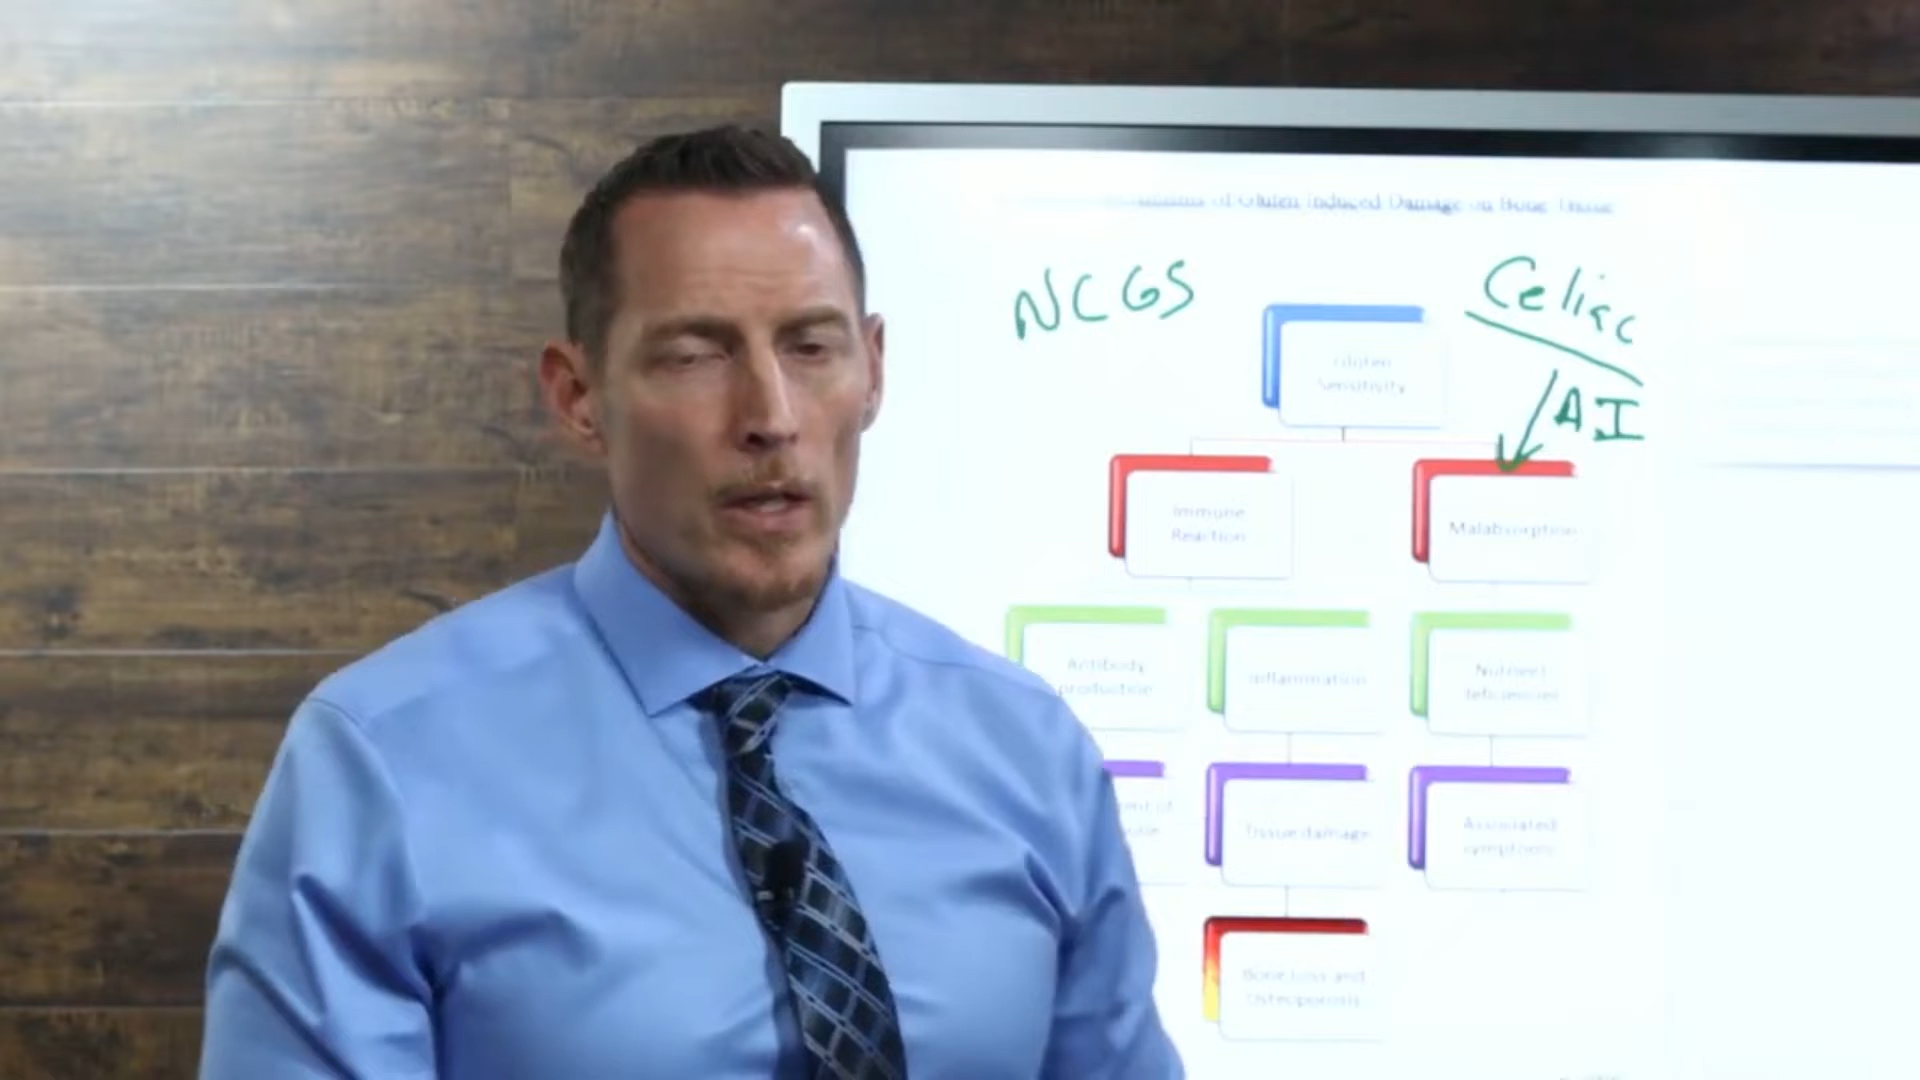 of Gluten Induced Damage on Bone Tissue
NCGS
Celiac
AI
Gluten
Sensitivity
Immune
Reaction
Malabsorption
Antibody
production
Inflammation
Nutrient
deficiencies
Tissue damage
Associated
symptoms
Bone loss and
Osteoporosis